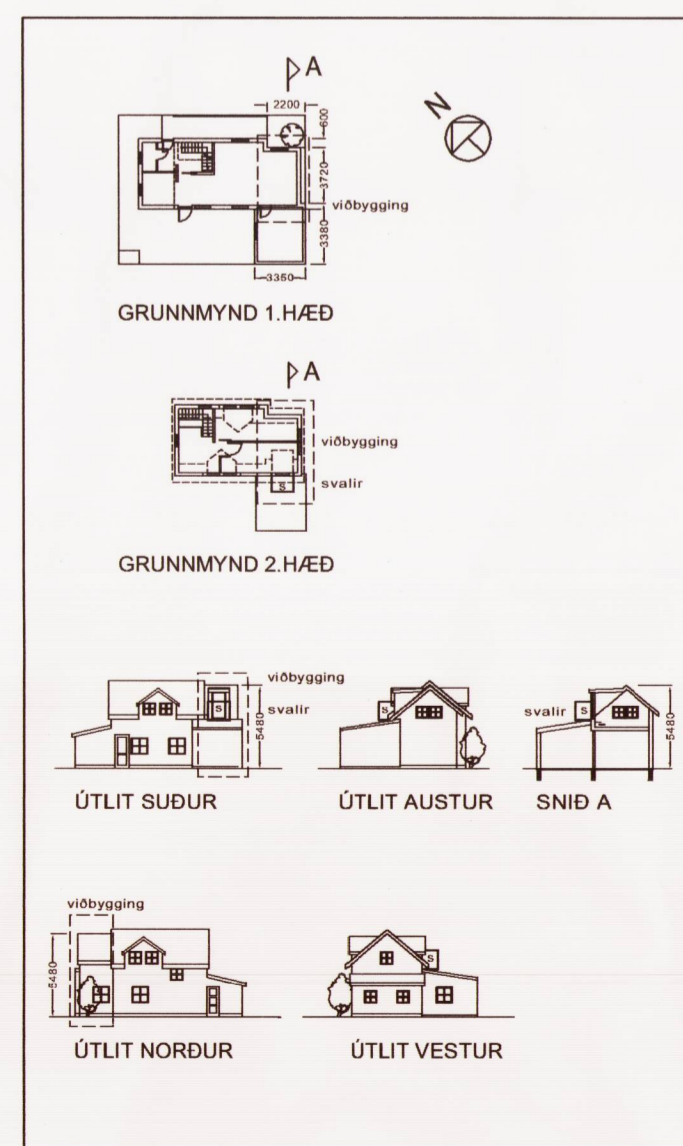 A
N
2200
600
3720
viðbygging
3380
3350
GRUNNMYND 1.HÆÐ
A
viðbygging
S
svalir
GRUNNMYND 2.HÆÐ
viðbygging
S
svalir
5480
svalir
S
S
5480
ÚTLIT SUÐUR
ÚTLIT AUSTUR
SNIÐ A
viðbygging
5480
S
ÚTLIT NORÐUR
ÚTLIT VESTUR